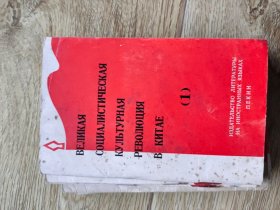 ВЕЛИКАЯ
СОЦИАЛИСТИЧЕСКАЯ
КУЛЬТУРНАЯ
РЕВОЛЮЦИЯ
В КИТАЕ
(1)
ИЗДАТЕЛЬСТВО ЛИТЕРАТУРЫ
НА ИНОСТРАННЫХ ЯЗЫКАХ
ПЕКИН